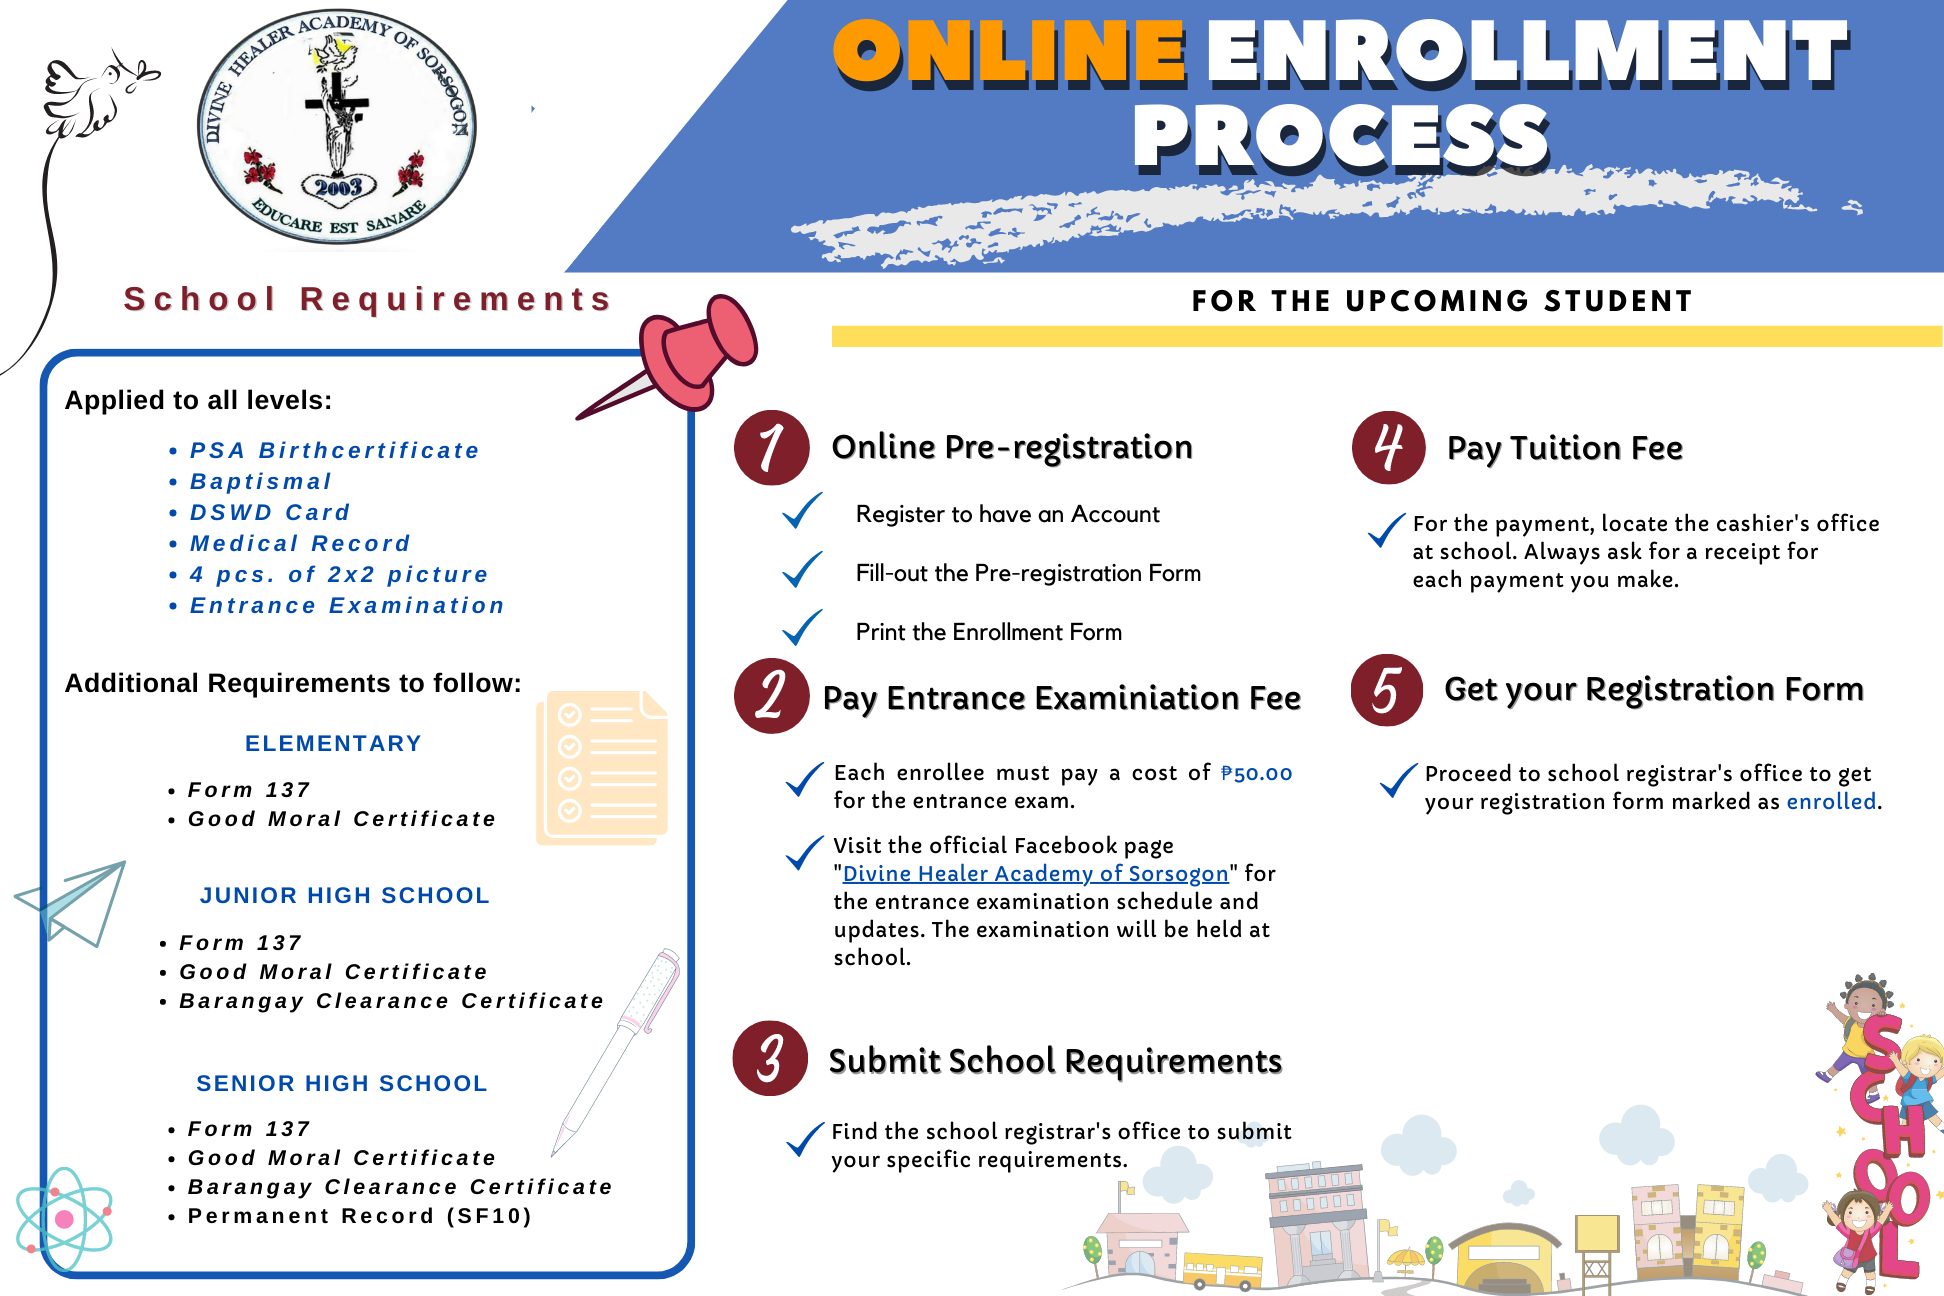 DIVINE HEALER ACADEMY OF SORSOGON
2003
EDUCARE EST SANARE
ONLINE ENROLLMENT
PROCESS
School Requirements
FOR THE UPCOMING STUDENT
Applied to all levels:
• PSA Birthcertificate
• Baptismal
• DSWD Card
• Medical Record
• 4 pcs. of 2x2 picture
• Entrance Examination
Additional Requirements to follow:
ELEMENTARY
• Form 137
• Good Moral Certificate
JUNIOR HIGH SCHOOL
• Form 137
• Good Moral Certificate
• Barangay Clearance Certificate
SENIOR HIGH SCHOOL
• Form 137
• Good Moral Certificate
• Barangay Clearance Certificate
• Permanent Record (SF10)
1 Online Pre-registration
Register to have an Account
Fill-out the Pre-registration Form
Print the Enrollment Form
2 Pay Entrance Examiniation Fee
Each enrollee must pay a cost of ₱50.00
for the entrance exam.
Visit the official Facebook page
"Divine Healer Academy of Sorsogon" for
the entrance examination schedule and
updates. The examination will be held at
school.
3 Submit School Requirements
Find the school registrar's office to submit
your specific requirements.
4 Pay Tuition Fee
For the payment, locate the cashier's office
at school. Always ask for a receipt for
each payment you make.
5 Get your Registration Form
Proceed to school registrar's office to get
your registration form marked as enrolled.
SCHOOL